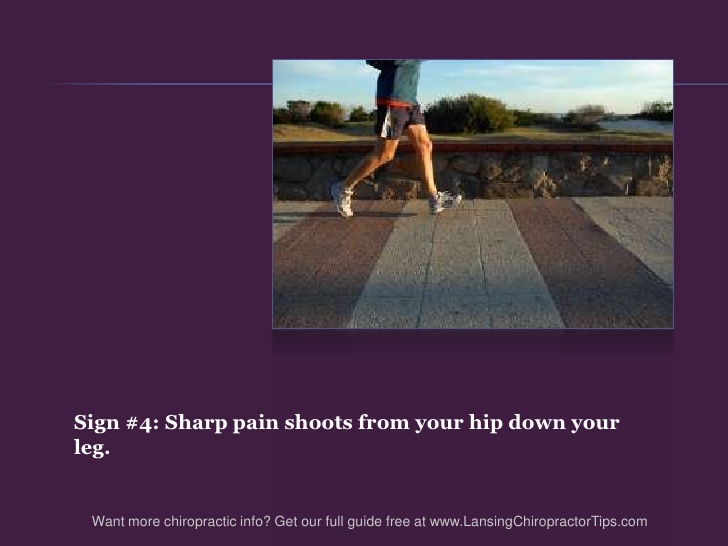 Sign #4: Sharp pain shoots from your hip down your
leg.
Want more chiropractic info? Get our full guide free at www.LansingChiropractorTips.com